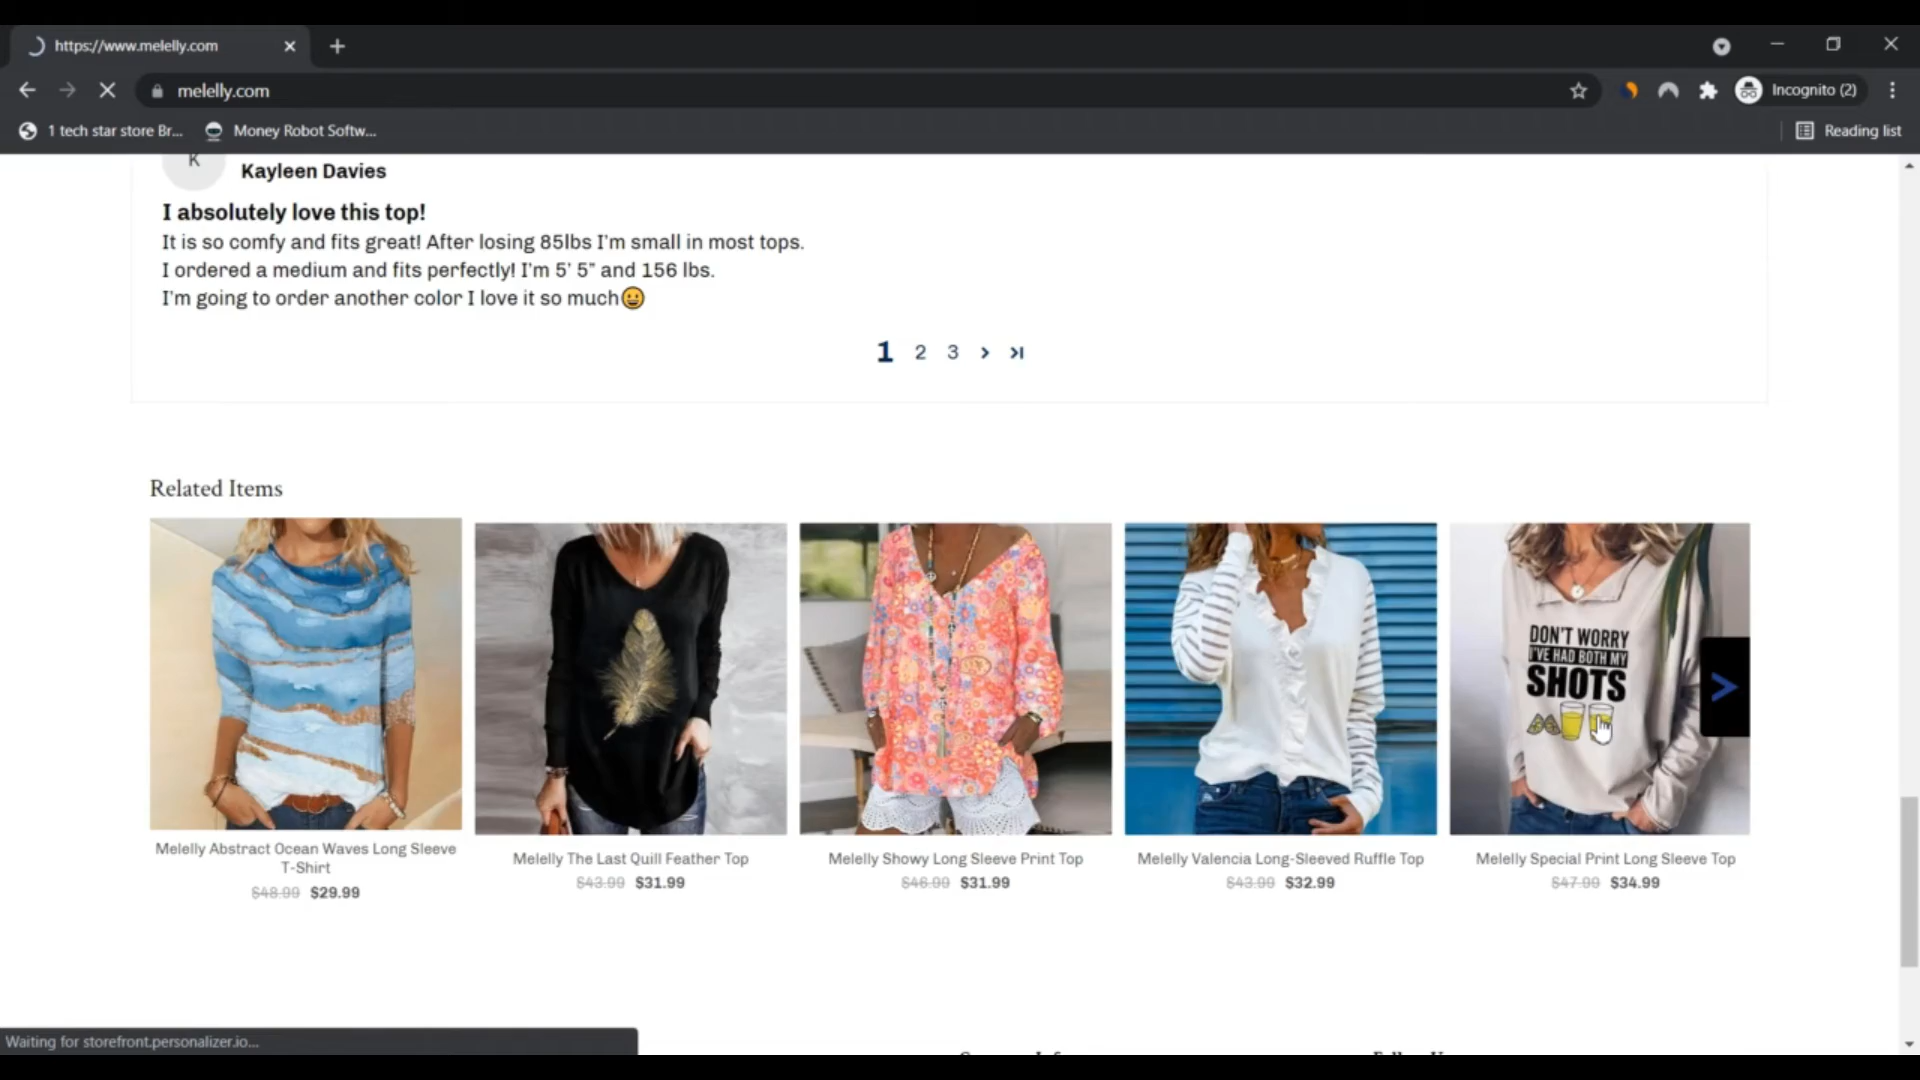 https://www.melelly.com
melelly.com
Incognito (2)
1 tech star store Br...
Money Robot Softw...
Reading list
K
Kayleen Davies
I absolutely love this top!
It is so comfy and fits great! After losing 85lbs I'm small in most tops.
I ordered a medium and fits perfectly! I'm 5' 5" and 156 lbs.
I'm going to order another color I love it so much😀
1 2 3 > >I
Related Items
DON'T WORRY
I'VE HAD BOTH MY
SHOTS
Melelly Abstract Ocean Waves Long Sleeve
T-Shirt
$48.99 $29.99
Melelly The Last Quill Feather Top
$43.99 $31.99
Melelly Showy Long Sleeve Print Top
$46.99 $31.99
Melelly Valencia Long-Sleeved Ruffle Top
$43.99 $32.99
Melelly Special Print Long Sleeve Top
$47.99 $34.99
Waiting for storefront.personalizer.io...